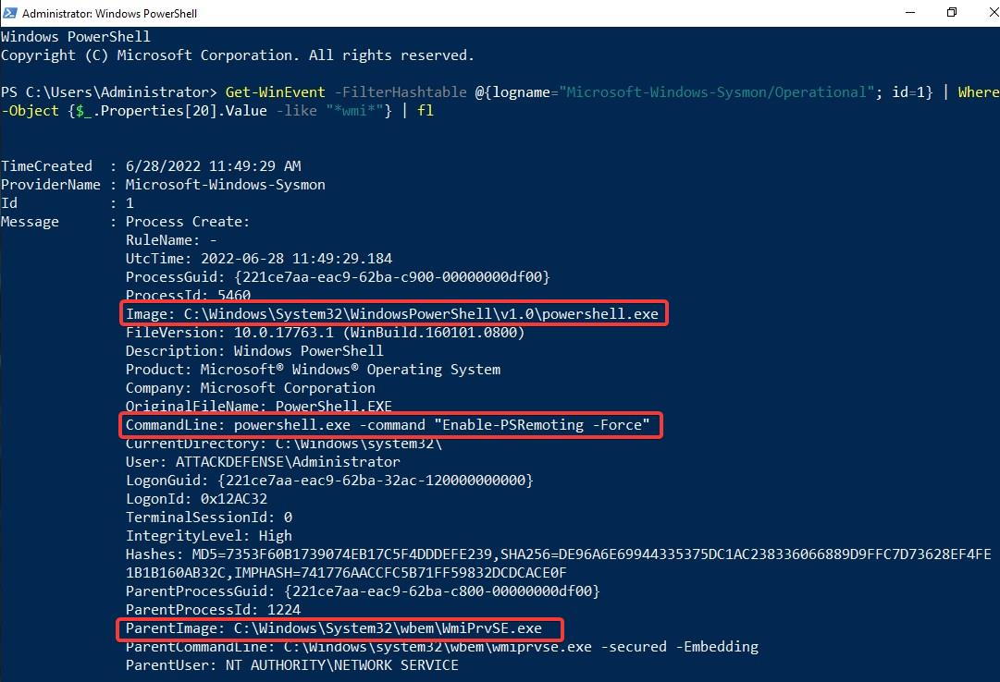 Administrator: Windows PowerShell
Windows PowerShell
Copyright (C) Microsoft Corporation. All rights reserved.
PS C:\Users\Administrator> Get-WinEvent -FilterHashtable @{logname="Microsoft-Windows-Sysmon/Operational"; id=1} | Where
-Object {$_.Properties[20].Value -like "*wmi*"} | fl
TimeCreated  : 6/28/2022 11:49:29 AM
ProviderName : Microsoft-Windows-Sysmon
Id           : 1
Message      : Process Create:
RuleName: -
UtcTime: 2022-06-28 11:49:29.184
ProcessGuid: {221ce7aa-eac9-62ba-c900-00000000df00}
ProcessId: 5460
Image: C:\Windows\System32\WindowsPowerShell\v1.0\powershell.exe
FileVersion: 10.0.17763.1 (WinBuild.160101.0800)
Description: Windows PowerShell
Product: Microsoft® Windows® Operating System
Company: Microsoft Corporation
OriginalFileName: PowerShell.EXE
CommandLine: powershell.exe -command "Enable-PSRemoting -Force"
CurrentDirectory: C:\Windows\system32\
User: ATTACKDEFENSE\Administrator
LogonGuid: {221ce7aa-eac9-62ba-32ac-120000000000}
LogonId: 0x12AC32
TerminalSessionId: 0
IntegrityLevel: High
Hashes: MD5=7353F60B1739074EB17C5F4DDDEFE239,SHA256=DE96A6E69944335375DC1AC238336066889D9FFC7D73628EF4FE
1B1B160AB32C,IMPHASH=741776AACCFC5B71FF59832DCDCACE0F
ParentProcessGuid: {221ce7aa-eac9-62ba-c800-00000000df00}
ParentProcessId: 1224
ParentImage: C:\Windows\System32\wbem\WmiPrvSE.exe
ParentCommandLine: C:\Windows\system32\wbem\wmiprvse.exe -secured -Embedding
ParentUser: NT AUTHORITY\NETWORK SERVICE